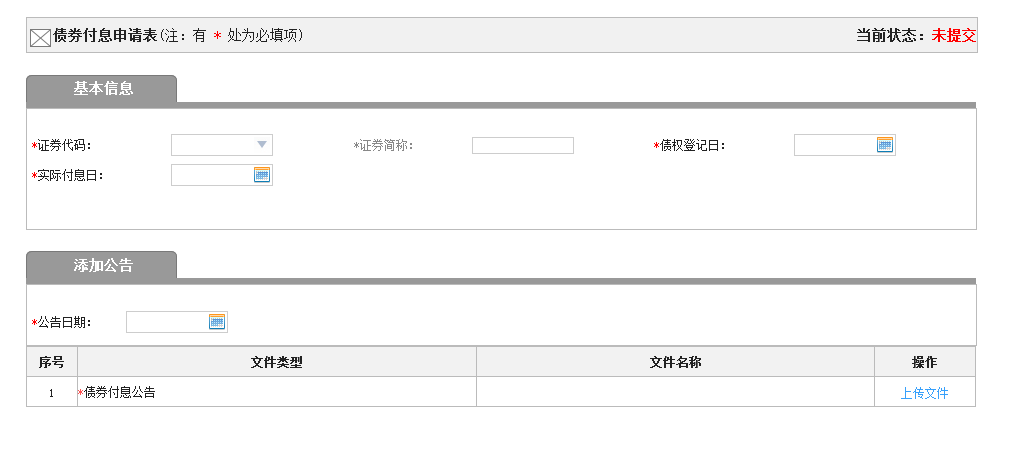 债券付息申请表(注: 有 * 处为必填项) 当前状态：未提交
基本信息
*证券代码： *证券简称： *债权登记日：
*实际付息日：
添加公告
*公告日期：
序号 文件类型 文件名称 操作
1 *债券付息公告 上传文件